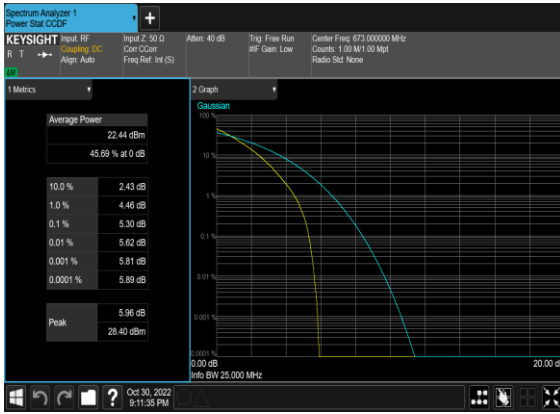 Spectrum Analyzer 1
Power Stat CCDF
KEYSIGHT
R T
LV
Input: RF
Coupling: DC
Align: Auto
Input Z: 50 Ω
Corr CCorr
Freq Ref: Int (S)
Atten: 40 dB
Trig: Free Run
#IF Gain: Low
Center Freq: 673.000000 MHz
Counts: 1.00 M/1.00 Mpt
Radio Std: None
1 Metrics
Average Power
22.44 dBm
45.69 % at 0 dB
10.0 % 2.43 dB
1.0 % 4.46 dB
0.1 % 5.30 dB
0.01 % 5.62 dB
0.001 % 5.81 dB
0.0001 % 5.89 dB
Peak
5.96 dB
28.40 dBm
2 Graph
Gaussian
100 %
10 %
1 %
0.1 %
0.01 %
0.001 %
0.0001 %
0.00 dB
20.00 d
Info BW 25.000 MHz
Oct 30, 2022
9:11:35 PM